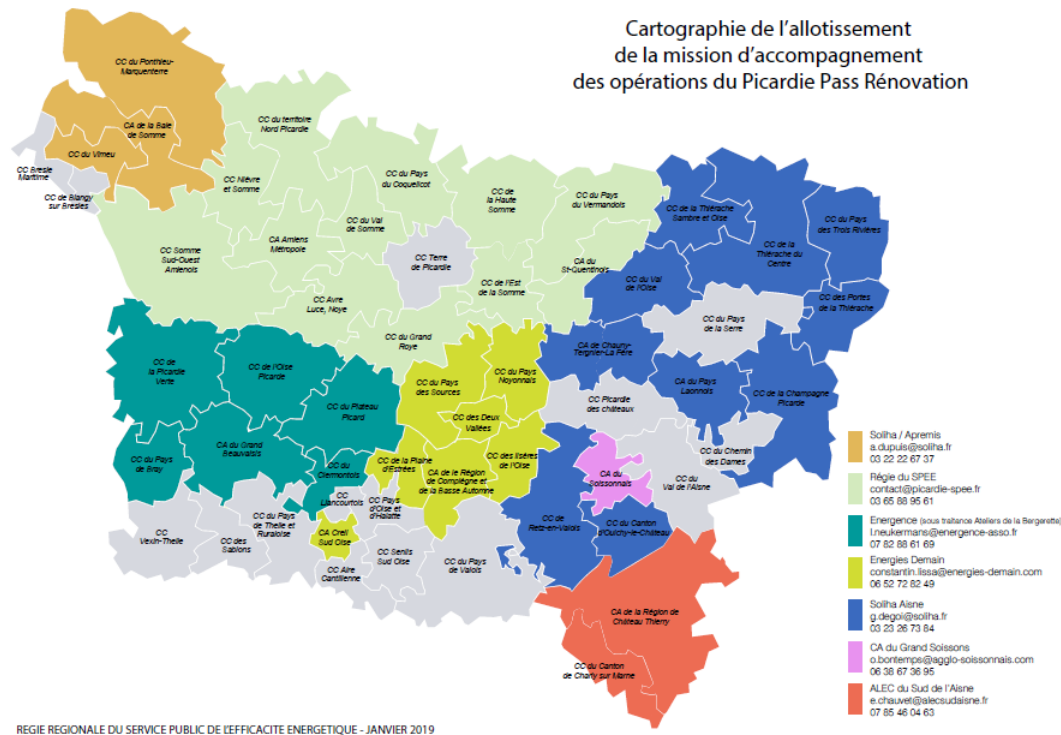 Cartographie de l'allotissement
de la mission d'accompagnement
des opérations du Picardie Pass Rénovation
CC du Ponthieu-
Marquenterre
CA de la Baie
de Somme
CC du Vimeu
CC Bresle
Maritime
CC de Blangy
sur Bresles
CC du territoire
Nord Picardie
CC Nièvre
et Somme
CC du Pays
du Coquelicot
CC de
la Haute
Somme
CC du Pays
du Vermandois
CC du Val
de Somme
CA Amiens
Métropole
CC Somme
Sud-Ouest
Amienois
CC Terre
de Picardie
CA du
St-Quentinois
CC de l'Est
de la Somme
CC Avre
Luce, Noye
CC du Grand
Roye
CC de la Thiérache
Sambre et Oise
CC du Pays
des Trois Rivières
CC de la
Thiérache du
Centre
CC du Val
de l'Oise
CC des Portes
de la Thiérache
CC du Pays
de la Serre
CA de Chauny-
Tergnier-La Fère
CA du Pays
Laonnois
CC de la Champagne
Picarde
CC Picardie
des châteaux
CC du Chemin
des Dames
CC du
Val de l'Aisne
CA du
Soissonnais
CC de
Retz-en-Valois
CC du Canton
d'Oulchy-le-Château
CA de la Région de
Château Thierry
CC du Canton
de Charly sur Marne
CC de
la Picardie
Verte
CC de l'Oise
Picarde
CC du Plateau
Picard
CA du Grand
Beauvaisis
CC du Pays
de Bray
CC du
Clermontois
CC du Pays
des Sources
CC du Pays
Noyonnais
CC des Deux
Vallées
CC de la Plaine
d'Estrées
CA de la Région
de Compiègne et
de la Basse Automne
CC des lisères
de l'Oise
CC
Liancourtois
CC Pays
d'Oise et
d'Halatte
CC
Vexin-Thelle
CC des
Sablons
CC du Pays
de Thelle et
Ruraloise
CA Creil
Sud Oise
CC Aire
Cantilienne
CC Senlis
Sud Oise
CC du Pays
de Valois
Soliha / Apremis
a.dupuis@soliha.fr
03 22 22 67 37
Régie du SPEE
contact@picardie-spee.fr
03 65 88 95 61
Energence (sous traitance Ateliers de la Bergerette)
l.neukermans@energence-asso.fr
07 82 88 61 69
Energies Demain
constantin.lissa@energies-demain.com
06 52 72 82 49
Soliha Aisne
g.degoi@soliha.fr
03 23 26 73 84
CA du Grand Soissons
o.bontemps@agglo-soissonnais.com
06 38 67 36 95
ALEC du Sud de l'Aisne
e.chauvet@alecsudaisne.fr
07 85 46 04 63
REGIE REGIONALE DU SERVICE PUBLIC DE L'EFFICACITE ENERGETIQUE - JANVIER 2019